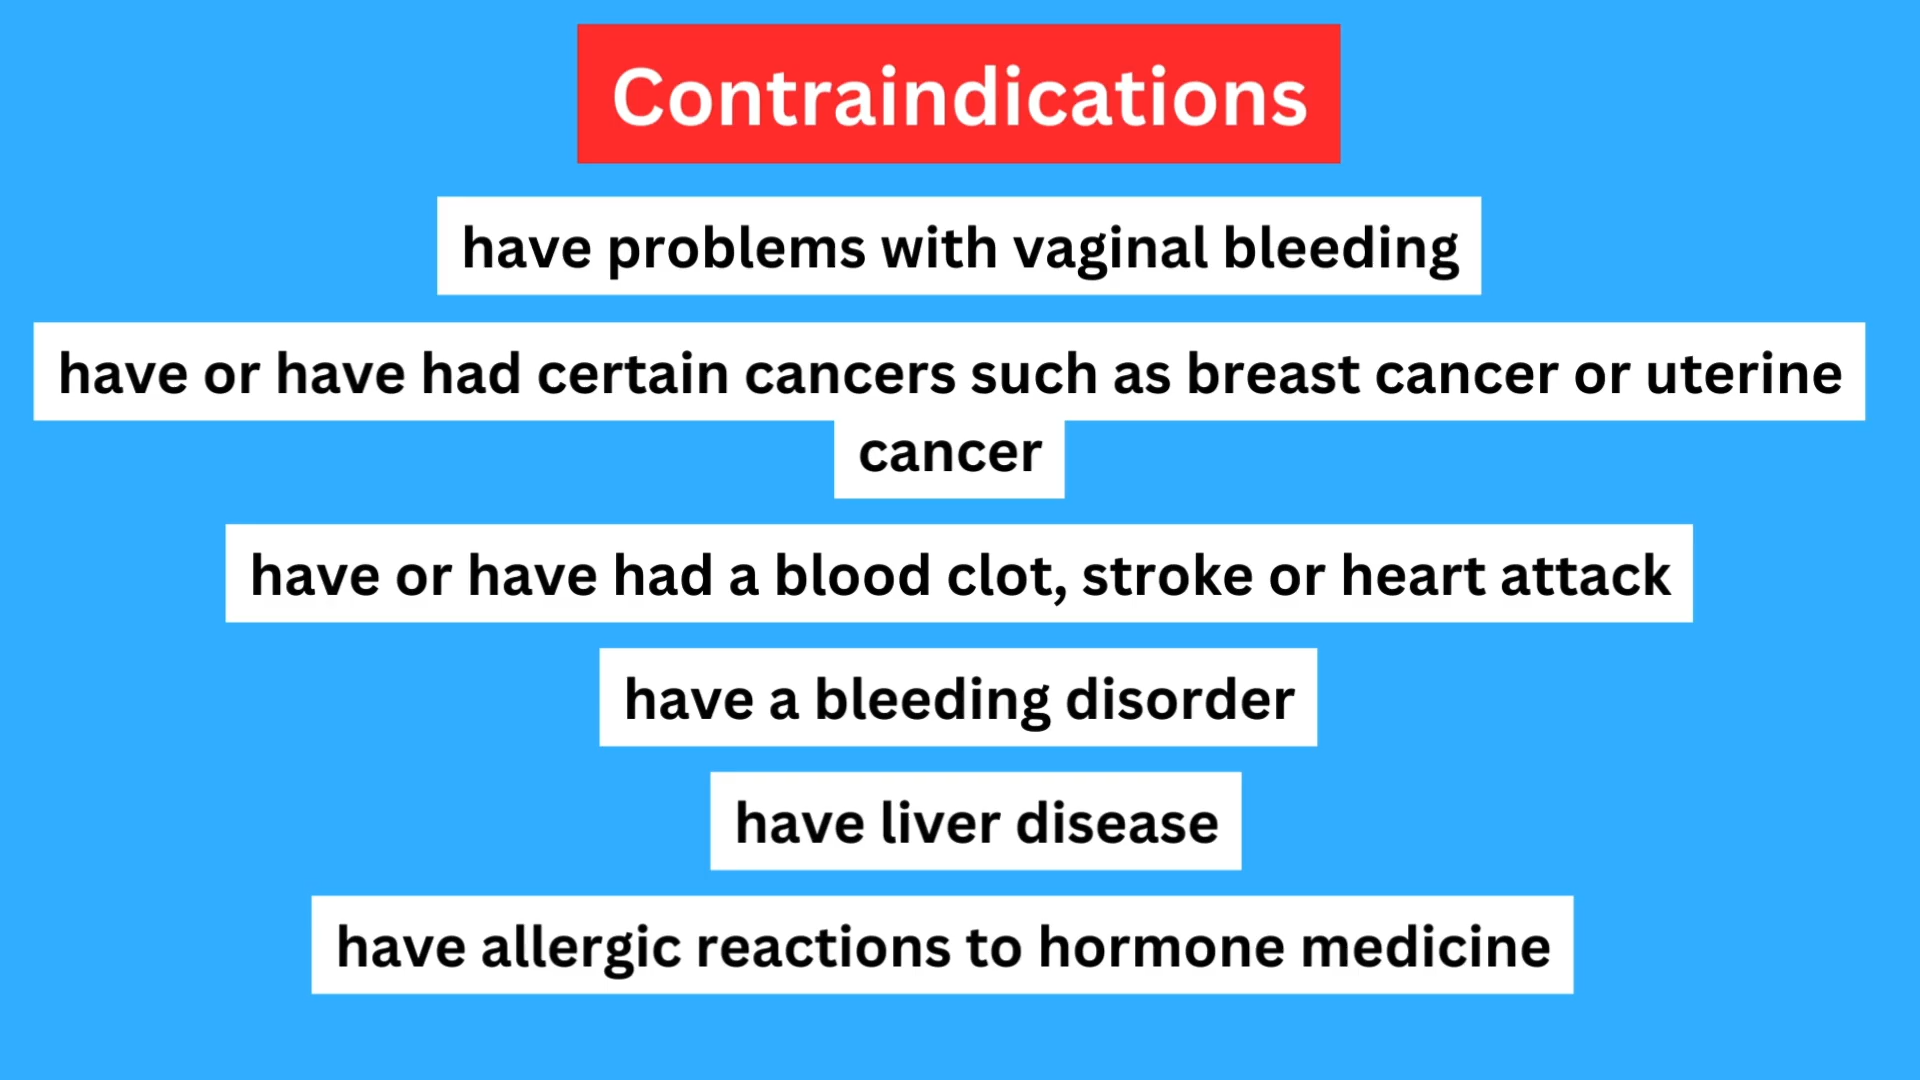 Contraindications
have problems with vaginal bleeding
have or have had certain cancers such as breast cancer or uterine
cancer
have or have had a blood clot, stroke or heart attack
have a bleeding disorder
have liver disease
have allergic reactions to hormone medicine